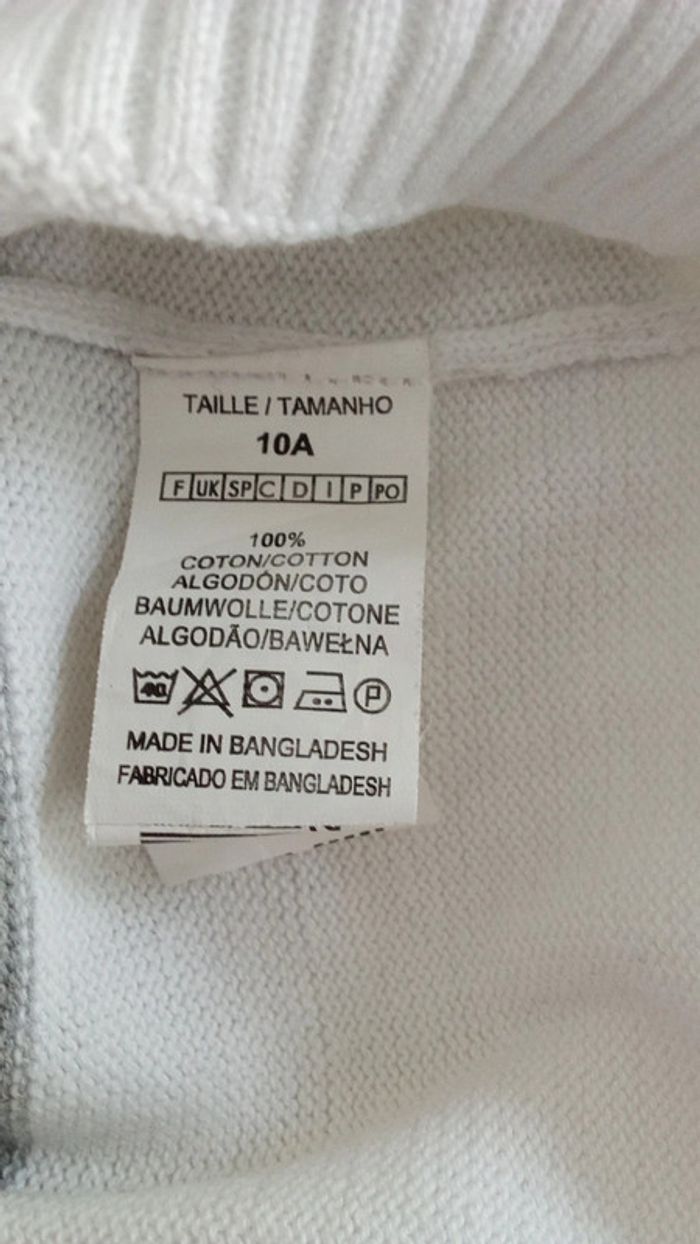 TAILLE / TAMANHO
10A
F UK SP C D I P PO
100%
COTON/COTTON
ALGODÓN/COTO
BAUMWOLLE/COTONE
ALGODÃO/BAWEŁNA
40
P
MADE IN BANGLADESH
FABRICADO EM BANGLADESH